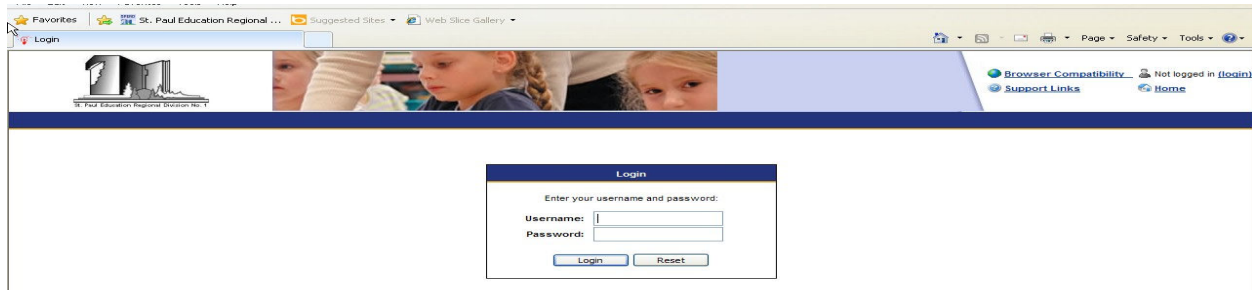 Favorites St. Paul Education Regional ... Suggested Sites Web Slice Gallery
Login Page Safety Tools
Browser Compatibility Not logged in (login)
Support Links Home
St. Paul Education Regional Division No. 1
Login
Enter your username and password:
Username:
Password:
Login Reset